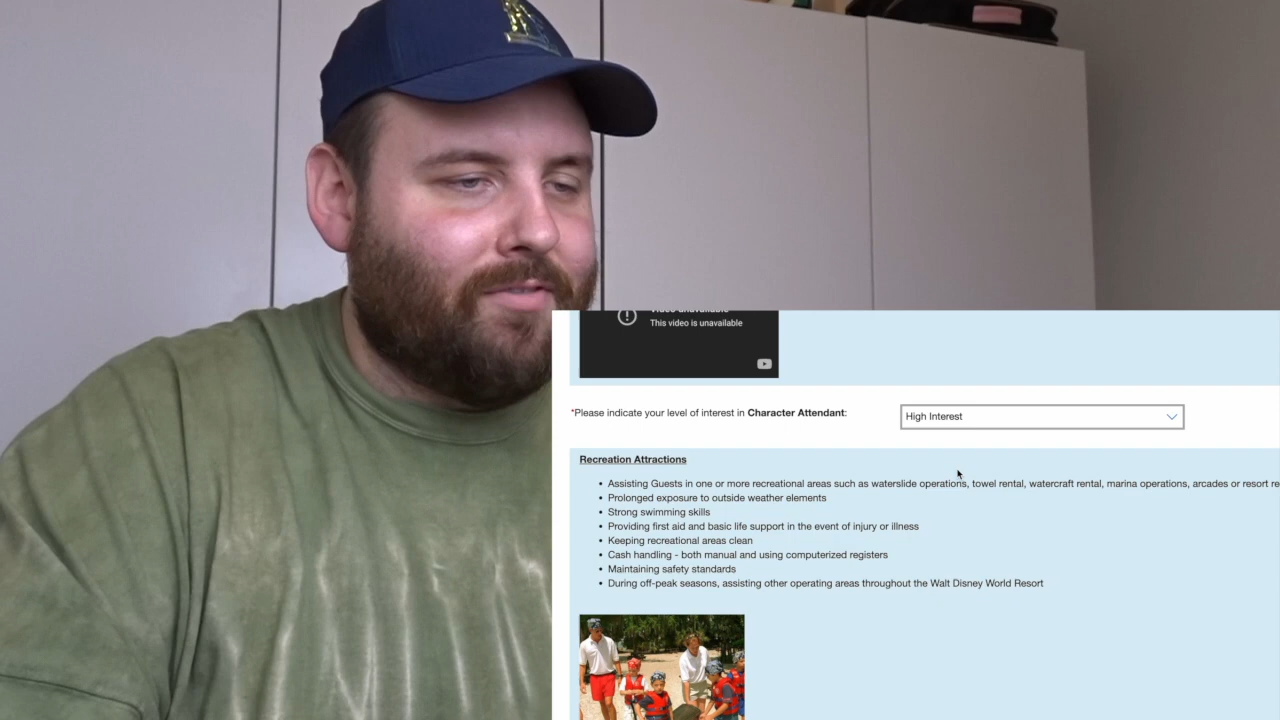 This video is unavailable
*Please indicate your level of interest in Character Attendant:
High Interest
Recreation Attractions
• Assisting Guests in one or more recreational areas such as waterslide operations, towel rental, watercraft rental, marina operations, arcades or resort re
• Prolonged exposure to outside weather elements
• Strong swimming skills
• Providing first aid and basic life support in the event of injury or illness
• Keeping recreational areas clean
• Cash handling - both manual and using computerized registers
• Maintaining safety standards
• During off-peak seasons, assisting other operating areas throughout the Walt Disney World Resort